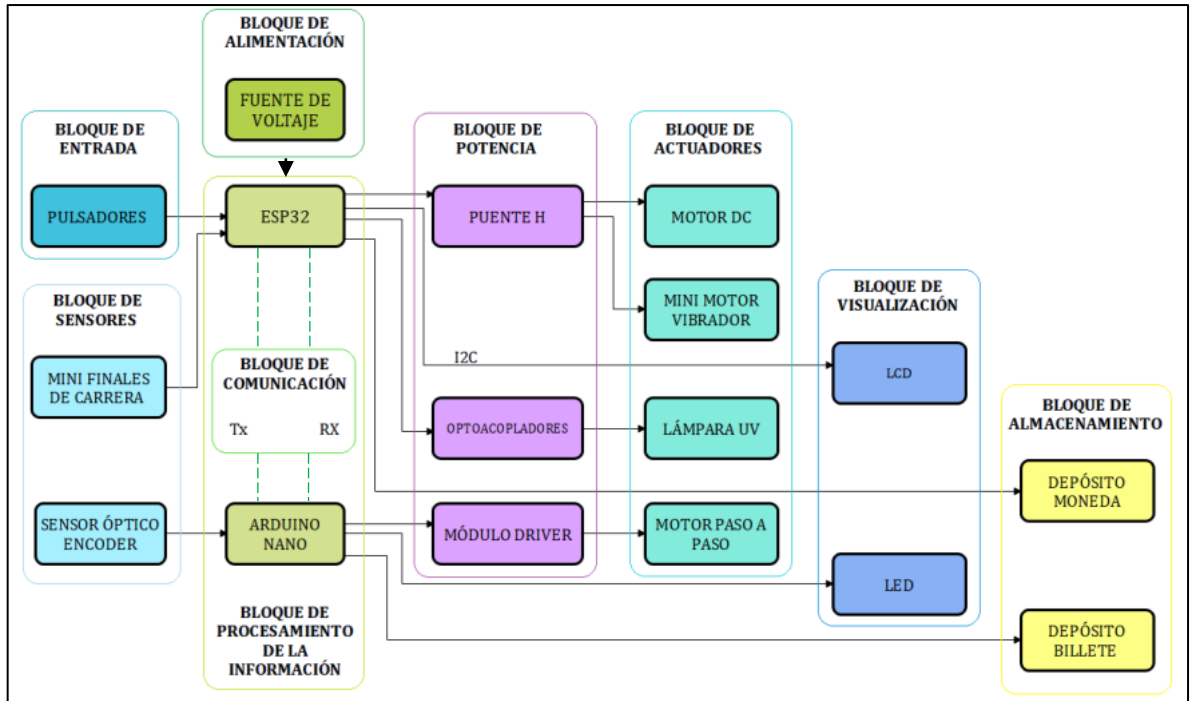 BLOQUE DE
ALIMENTACIÓN
FUENTE DE
VOLTAJE
BLOQUE DE
ENTRADA
PULSADORES
BLOQUE DE
SENSORES
MINI FINALES
DE CARRERA
SENSOR ÓPTICO
ENCODER
ESP32
BLOQUE DE
COMUNICACIÓN
Tx
RX
ARDUINO
NANO
BLOQUE DE
PROCESAMIENTO
DE LA
INFORMACIÓN
BLOQUE DE
POTENCIA
PUENTE H
I2C
OPTOACOPLADORES
MÓDULO DRIVER
BLOQUE DE
ACTUADORES
MOTOR DC
MINI MOTOR
VIBRADOR
LÁMPARA UV
MOTOR PASO A
PASO
BLOQUE DE
VISUALIZACIÓN
LCD
LED
BLOQUE DE
ALMACENAMIENTO
DEPÓSITO
MONEDA
DEPÓSITO
BILLETE